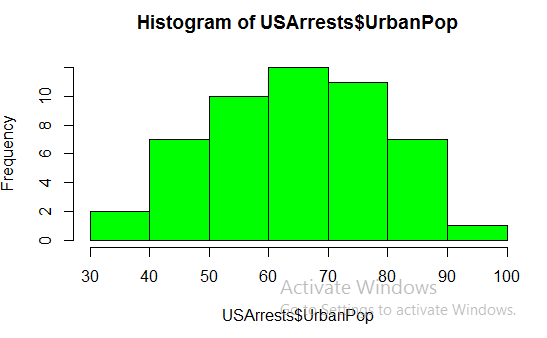 Histogram of USArrests$UrbanPop
Frequency
10
8
6
4
2
0
30 40 50 60 70 80 90 100
Activate Windows
Go to Settings to activate Windows.
USArrests$UrbanPop